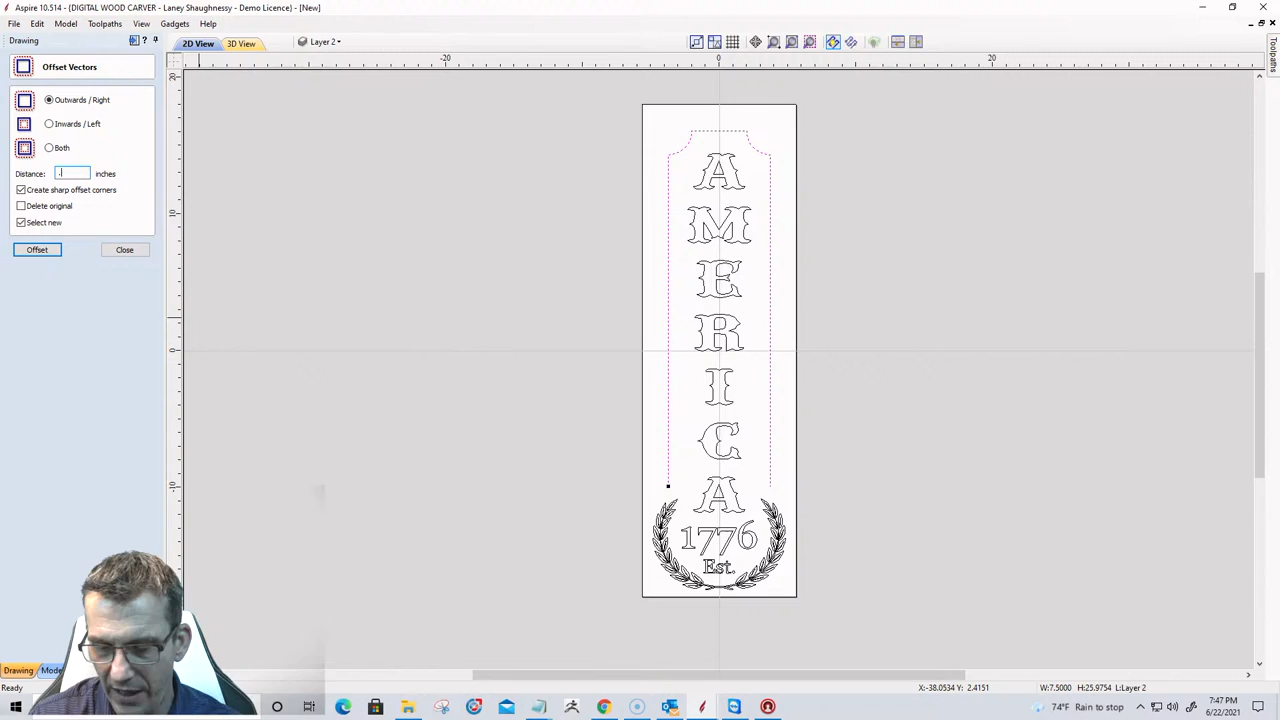 Aspire 10.514 - {DIGITAL WOOD CARVER - Laney Shaughnessy - Demo Licence} - [New]
File Edit Model Toolpaths View Gadgets Help
Drawing
2D View
3D View
Layer 2
Toolpaths
Offset Vectors
-20 0 20
20
10
0
-10
Outwards / Right
Inwards / Left
Both
Distance: . inches
Create sharp offset corners
Delete original
Select new
Offset
Close
A
M
E
R
I
C
A
1776
Est.
Drawing
Mode
Ready
X:-38.0534 Y: 2.4151
W:7.5000 H:25.9754 L:Layer 2
74°F Rain to stop
7:47 PM
6/22/2021